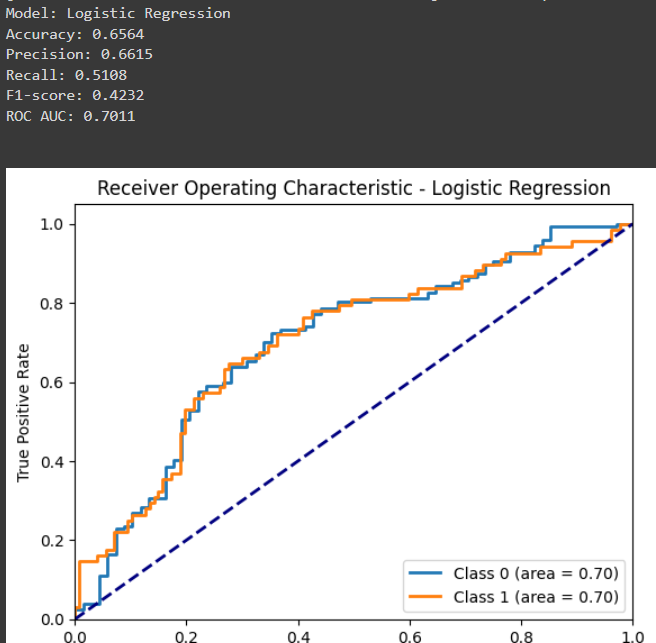 Model: Logistic Regression
Accuracy: 0.6564
Precision: 0.6615
Recall: 0.5108
F1-score: 0.4232
ROC AUC: 0.7011
Receiver Operating Characteristic - Logistic Regression
1.0
0.8
0.6
0.4
0.2
0.0
True Positive Rate
Class 0 (area = 0.70)
Class 1 (area = 0.70)
0.0 0.2 0.4 0.6 0.8 1.0